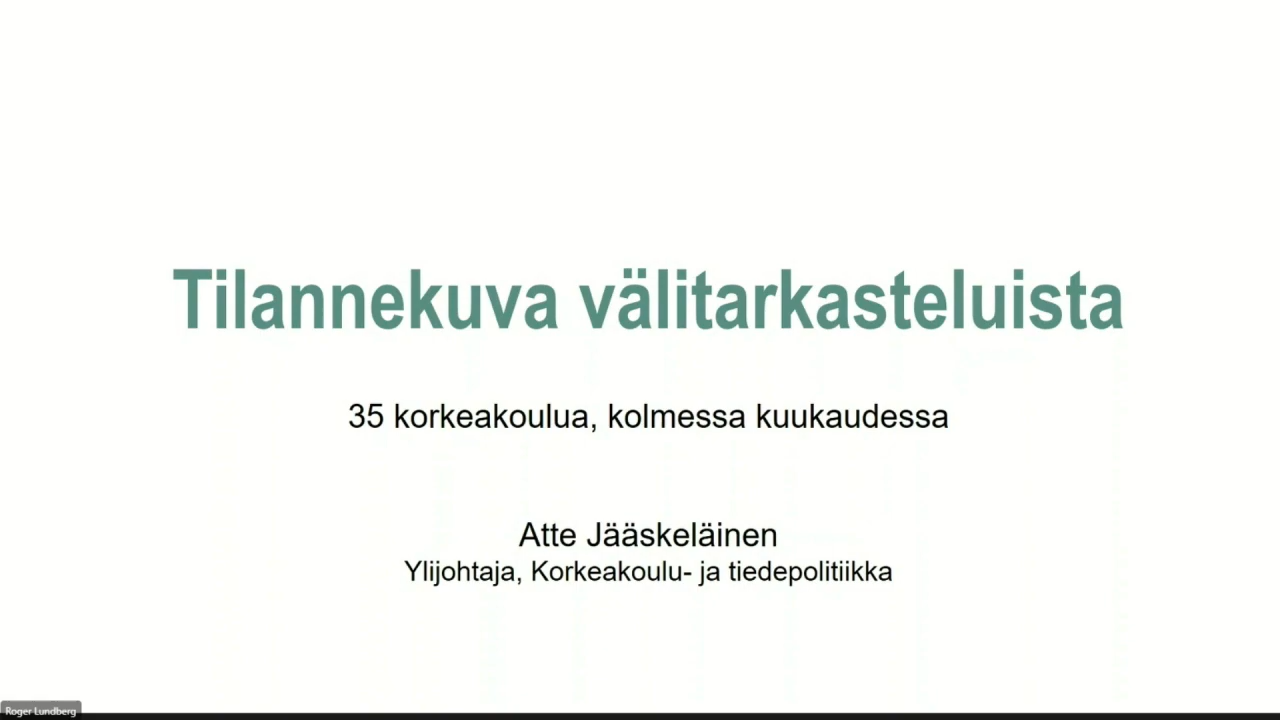 Tilannekuva välitarkasteluista
35 korkeakoulua, kolmessa kuukaudessa
Atte Jääskeläinen
Ylijohtaja, Korkeakoulu- ja tiedepolitiikka
Roger Lundberg